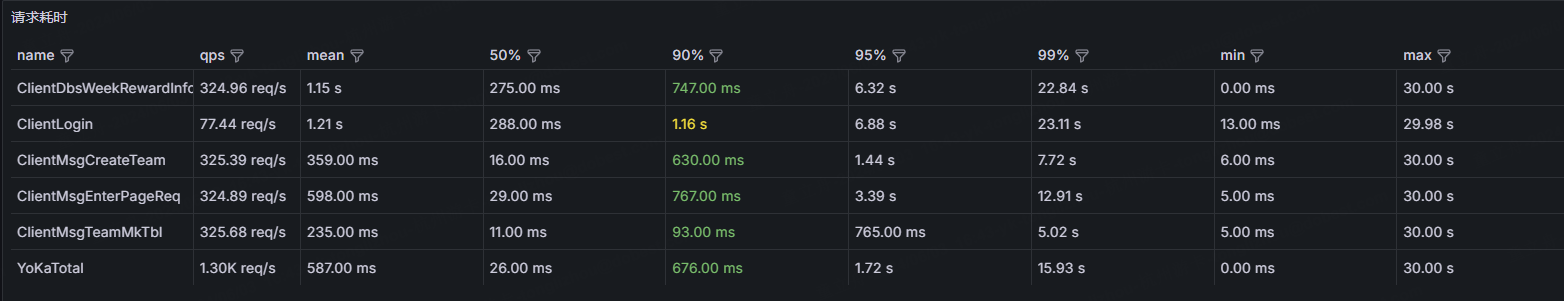 请求耗时
name qps mean 50% 90% 95% 99% min max
ClientDbsWeekRewardInfo 324.96 req/s 1.15 s 275.00 ms 747.00 ms 6.32 s 22.84 s 0.00 ms 30.00 s
ClientLogin 77.44 req/s 1.21 s 288.00 ms 1.16 s 6.88 s 23.11 s 13.00 ms 29.98 s
ClientMsgCreateTeam 325.39 req/s 359.00 ms 16.00 ms 630.00 ms 1.44 s 7.72 s 6.00 ms 30.00 s
ClientMsgEnterPageReq 324.89 req/s 598.00 ms 29.00 ms 767.00 ms 3.39 s 12.91 s 5.00 ms 30.00 s
ClientMsgTeamMkTbl 325.68 req/s 235.00 ms 11.00 ms 93.00 ms 765.00 ms 5.02 s 5.00 ms 30.00 s
YoKaTotal 1.30K req/s 587.00 ms 26.00 ms 676.00 ms 1.72 s 15.93 s 0.00 ms 30.00 s